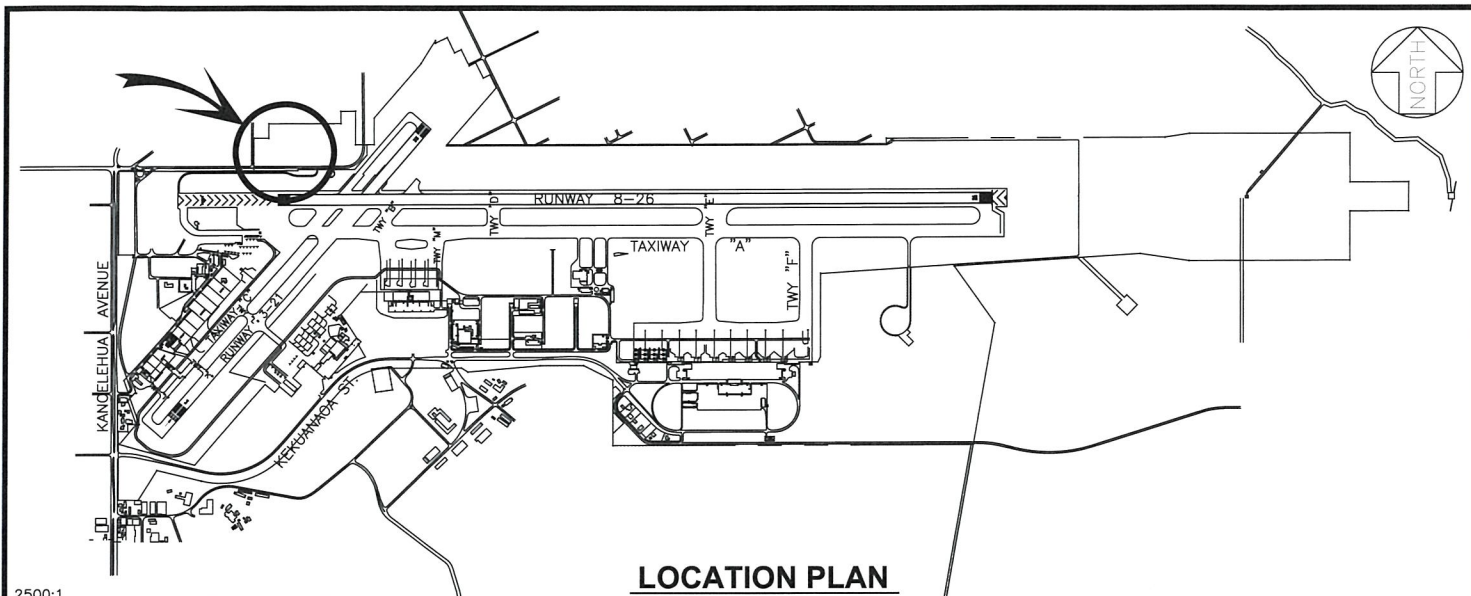 NORTH
RUNWAY 8-26
TWY "B"
TWY "D"
TWY "E"
TWY "M"
TAXIWAY "A"
TWY "F"
KANOELEHUA AVENUE
TAXIWAY "C"
RUNWAY 3-21
KEKUANAOA ST.
LOCATION PLAN
2500:1